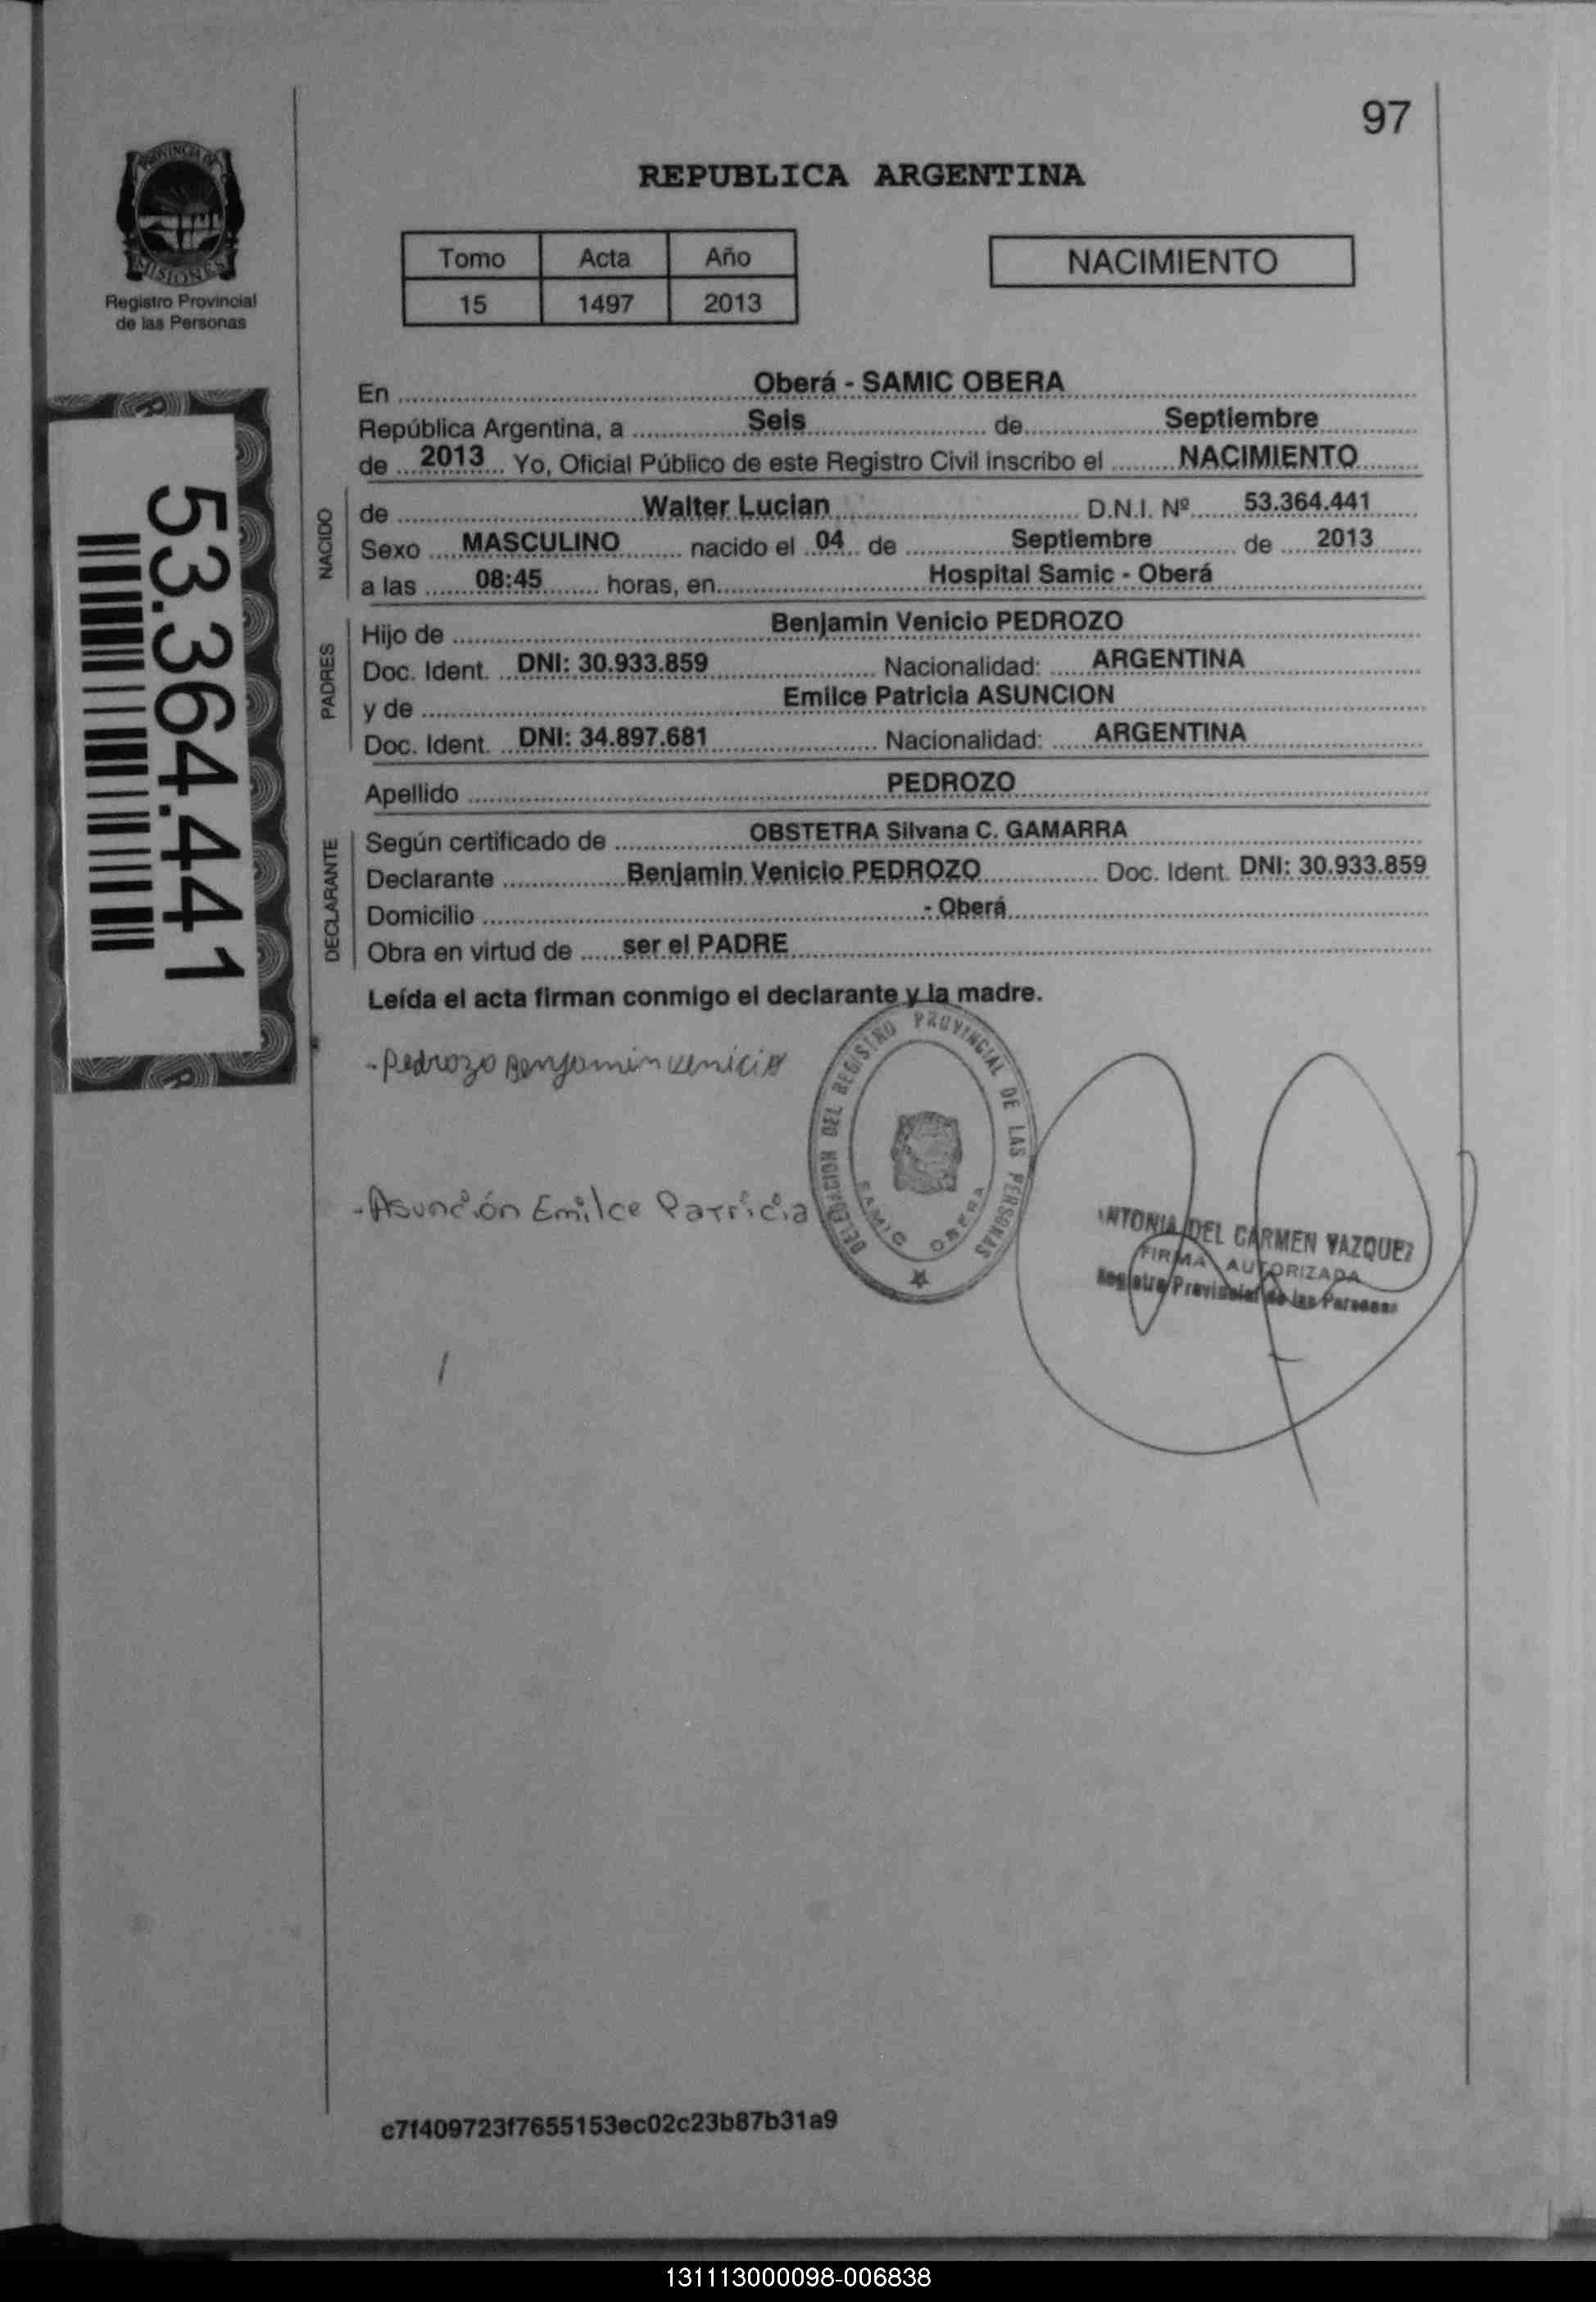 97
PROVINCIA DE
MISIONES
Registro Provincial
de las Personas
REPUBLICA ARGENTINA
Tomo Acta Año
15 1497 2013
NACIMIENTO
53.364.441
En Oberá - SAMIC OBERA
República Argentina, a Seis de Septiembre
de 2013 Yo, Oficial Público de este Registro Civil inscribo el NACIMIENTO
NACIDO
de Walter Lucian D.N.I. Nº 53.364.441
Sexo MASCULINO nacido el 04 de Septiembre de 2013
a las 08:45 horas, en Hospital Samic - Oberá
PADRES
Hijo de Benjamin Venicio PEDROZO
Doc. Ident. DNI: 30.933.859 Nacionalidad: ARGENTINA
y de Emilce Patricia ASUNCION
Doc. Ident. DNI: 34.897.681 Nacionalidad: ARGENTINA
Apellido PEDROZO
DECLARANTE
Según certificado de OBSTETRA Silvana C. GAMARRA
Declarante Benjamin Venicio PEDROZO Doc. Ident. DNI: 30.933.859
Domicilio - Oberá
Obra en virtud de ser el PADRE
Leída el acta firman conmigo el declarante y la madre.
- Pedrozo Benjamin Venicio
- Asunción Emilce Patricia
DELEGACION DEL REGISTRO PROVINCIAL DE LAS PERSONAS
SAMIC OBERA
ANTONIA DEL CARMEN VAZQUEZ
FIRMA AUTORIZADA
Registro Provincial de las Personas
c7f409723f7655153ec02c23b87b31a9
131113000098-006838